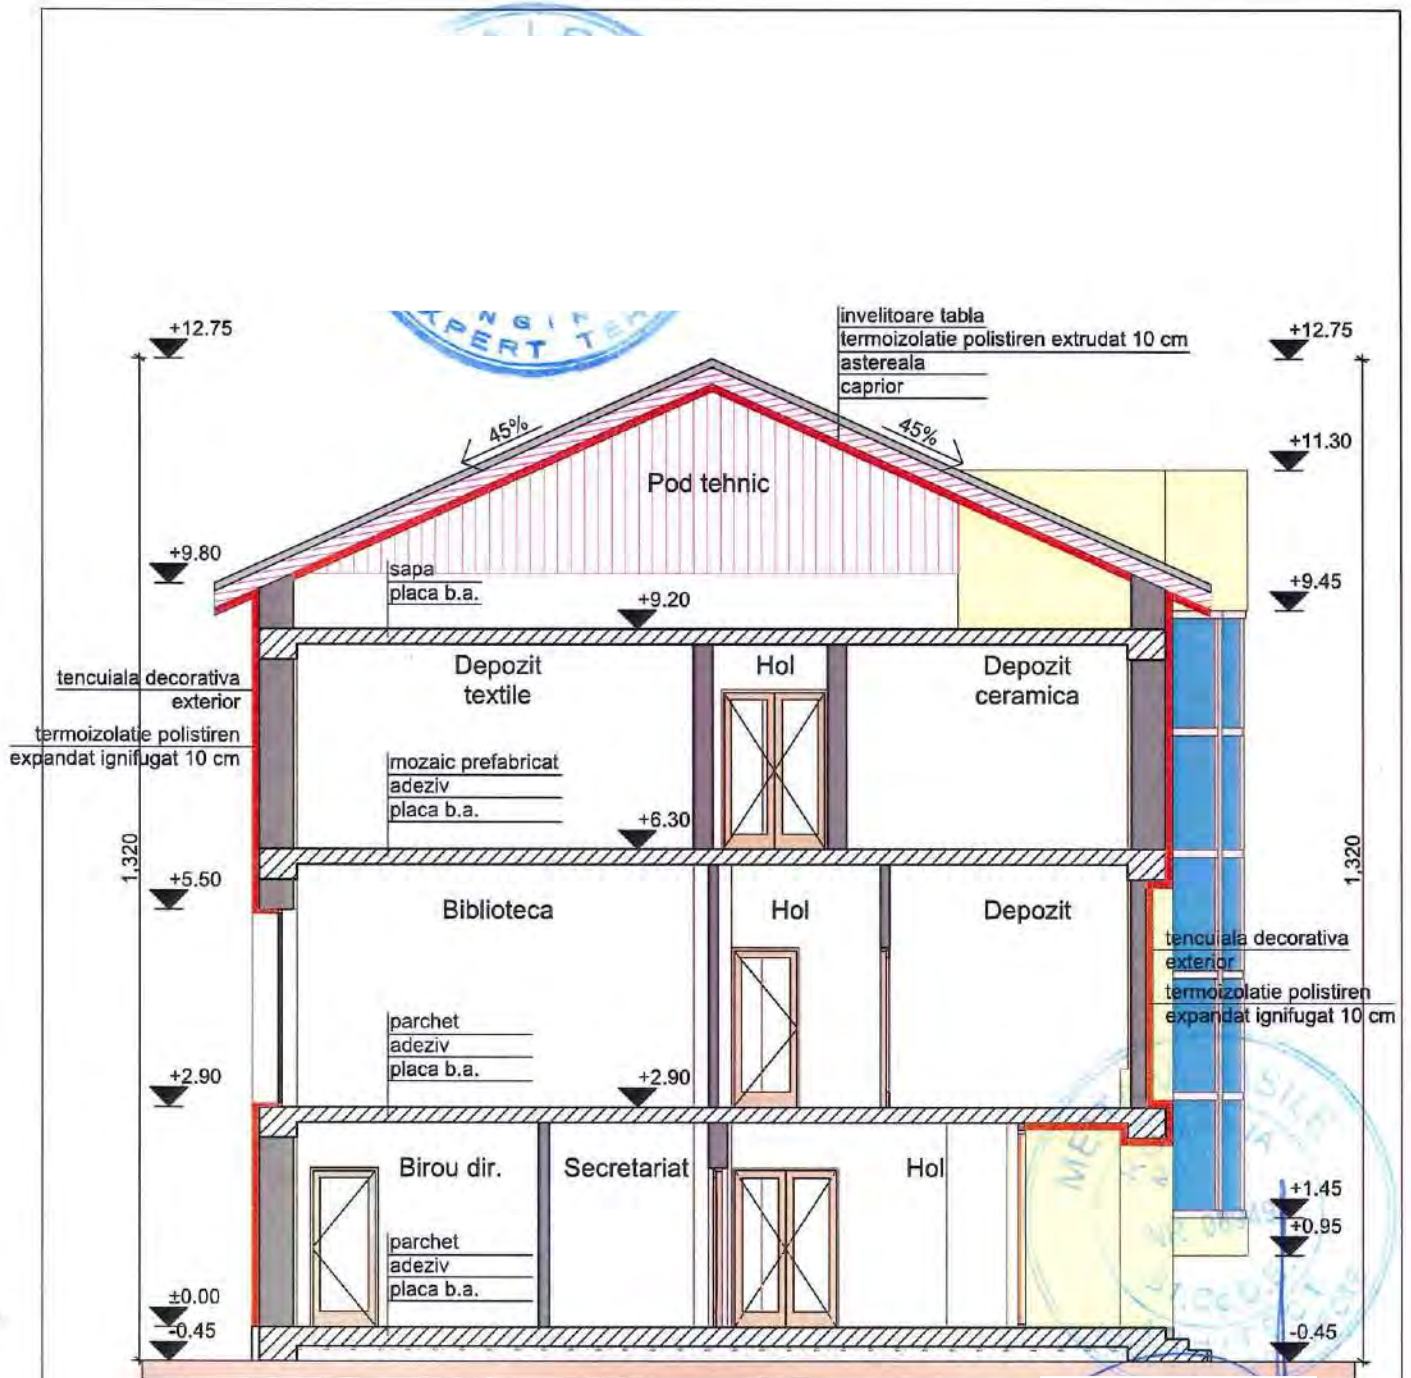 NGI
XPERT TEH
+12.75
invelitoare tabla
termoizolatie polistiren extrudat 10 cm
astereala
caprior
+12.75
45%
45%
+11.30
Pod tehnic
+9.80
sapa
placa b.a.
+9.20
+9.45
tencuiala decorativa
exterior
Depozit
textile
Hol
Depozit
ceramica
termoizolatie polistiren
expandat ignifugat 10 cm
mozaic prefabricat
adeziv
placa b.a.
+6.30
1,320
1,320
+5.50
Biblioteca
Hol
Depozit
tencuiala decorativa
exterior
termoizolatie polistiren
expandat ignifugat 10 cm
parchet
adeziv
placa b.a.
+2.90
+2.90
Birou dir.
Secretariat
Hol
+1.45
+0.95
parchet
adeziv
placa b.a.
±0.00
-0.45
-0.45